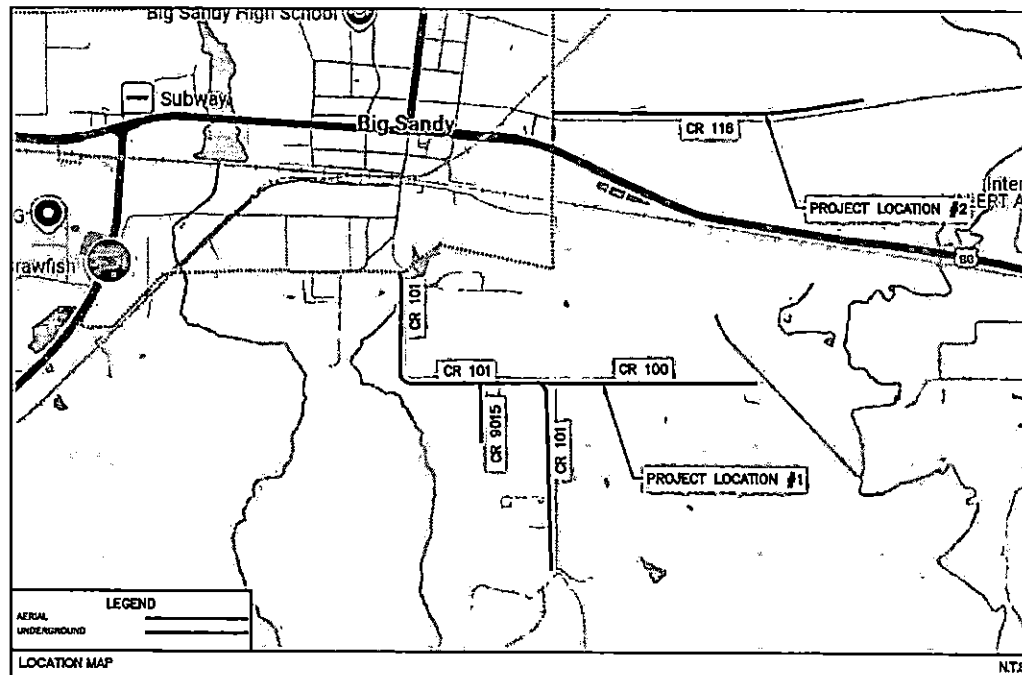 Big Sandy High School
Subway
Big Sandy
CR 116
PROJECT LOCATION #2
Inter
ERT A
G
rawfish
80
CR 101
CR 101
CR 100
CR 9015
CR 101
PROJECT LOCATION #1
LEGEND
AERIAL
UNDERGROUND
LOCATION MAP
N.T.S